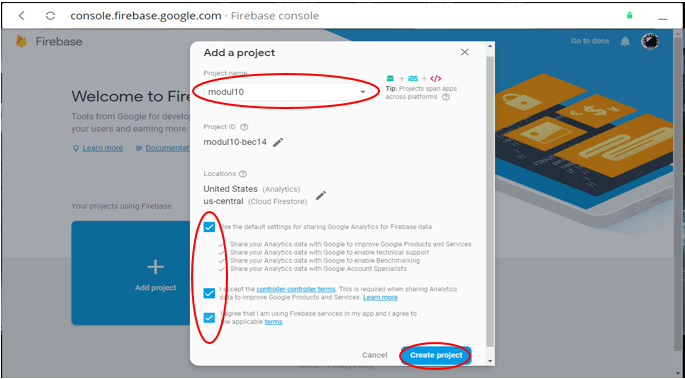 console.firebase.google.com · Firebase console
Firebase
Go to docs
Welcome to Fire
Tools from Google for develop
your users and earning more
Learn more
Documentat
Your projects using Firebase
Add project
Add a project
Project name
modul10
+ iOS + </>
Tip: Projects span apps
across platforms
Project ID
modul10-bec14
Locations
United States (Analytics)
us-central (Cloud Firestore)
Use the default settings for sharing Google Analytics for Firebase data
Share your Analytics data with Google to improve Google Products and Services
Share your Analytics data with Google to enable technical support
Share your Analytics data with Google to enable Benchmarking
Share your Analytics data with Google Account Specialists
I accept the controller-controller terms. This is required when sharing Analytics
data to improve Google Products and Services. Learn more
I agree that I am using Firebase services in my app and I agree to
the applicable terms.
Cancel
Create project